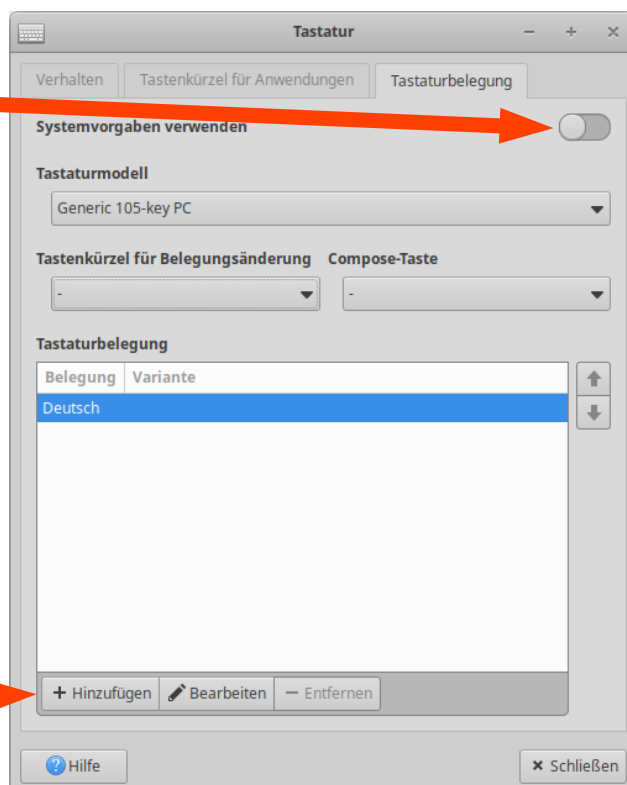 Tastatur
Verhalten Tastenkürzel für Anwendungen Tastaturbelegung
Systemvorgaben verwenden
Tastaturmodell
Generic 105-key PC
Tastenkürzel für Belegungsänderung Compose-Taste
- -
Tastaturbelegung
Belegung Variante
Deutsch
+ Hinzufügen Bearbeiten − Entfernen
? Hilfe × Schließen